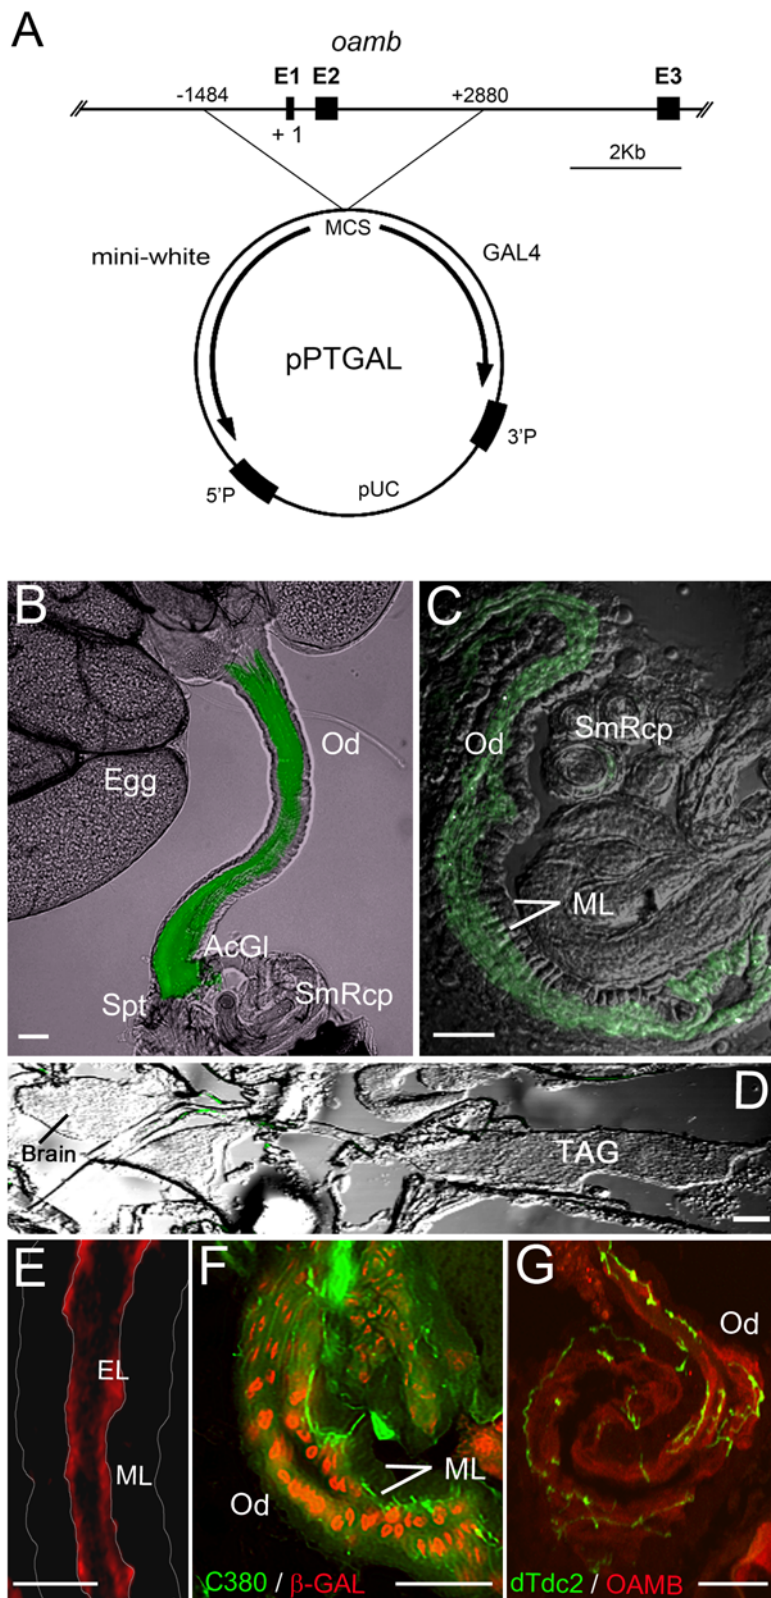 A
oamb
E1 E2 E3
-1484 +2880
+ 1
2Kb
MCS
mini-white
GAL4
pPTGAL
3'P
5'P
pUC
B
Od
Egg
AcGl
Spt
SmRcp
C
SmRcp
Od
ML
D
Brain
TAG
E
EL
ML
F
ML
Od
C380 / β-GAL
G
Od
dTdc2 / OAMB